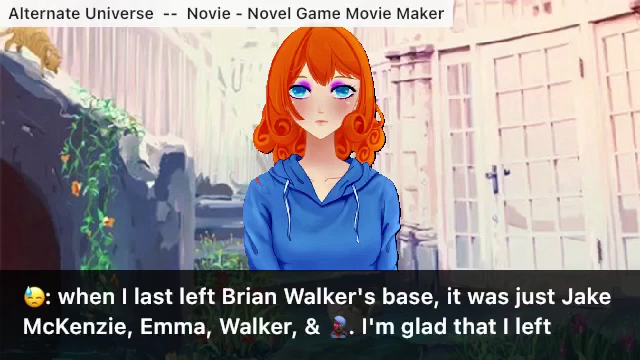 Alternate Universe -- Novie - Novel Game Movie Maker
😓: when I last left Brian Walker's base, it was just Jake
McKenzie, Emma, Walker, & . I'm glad that I left